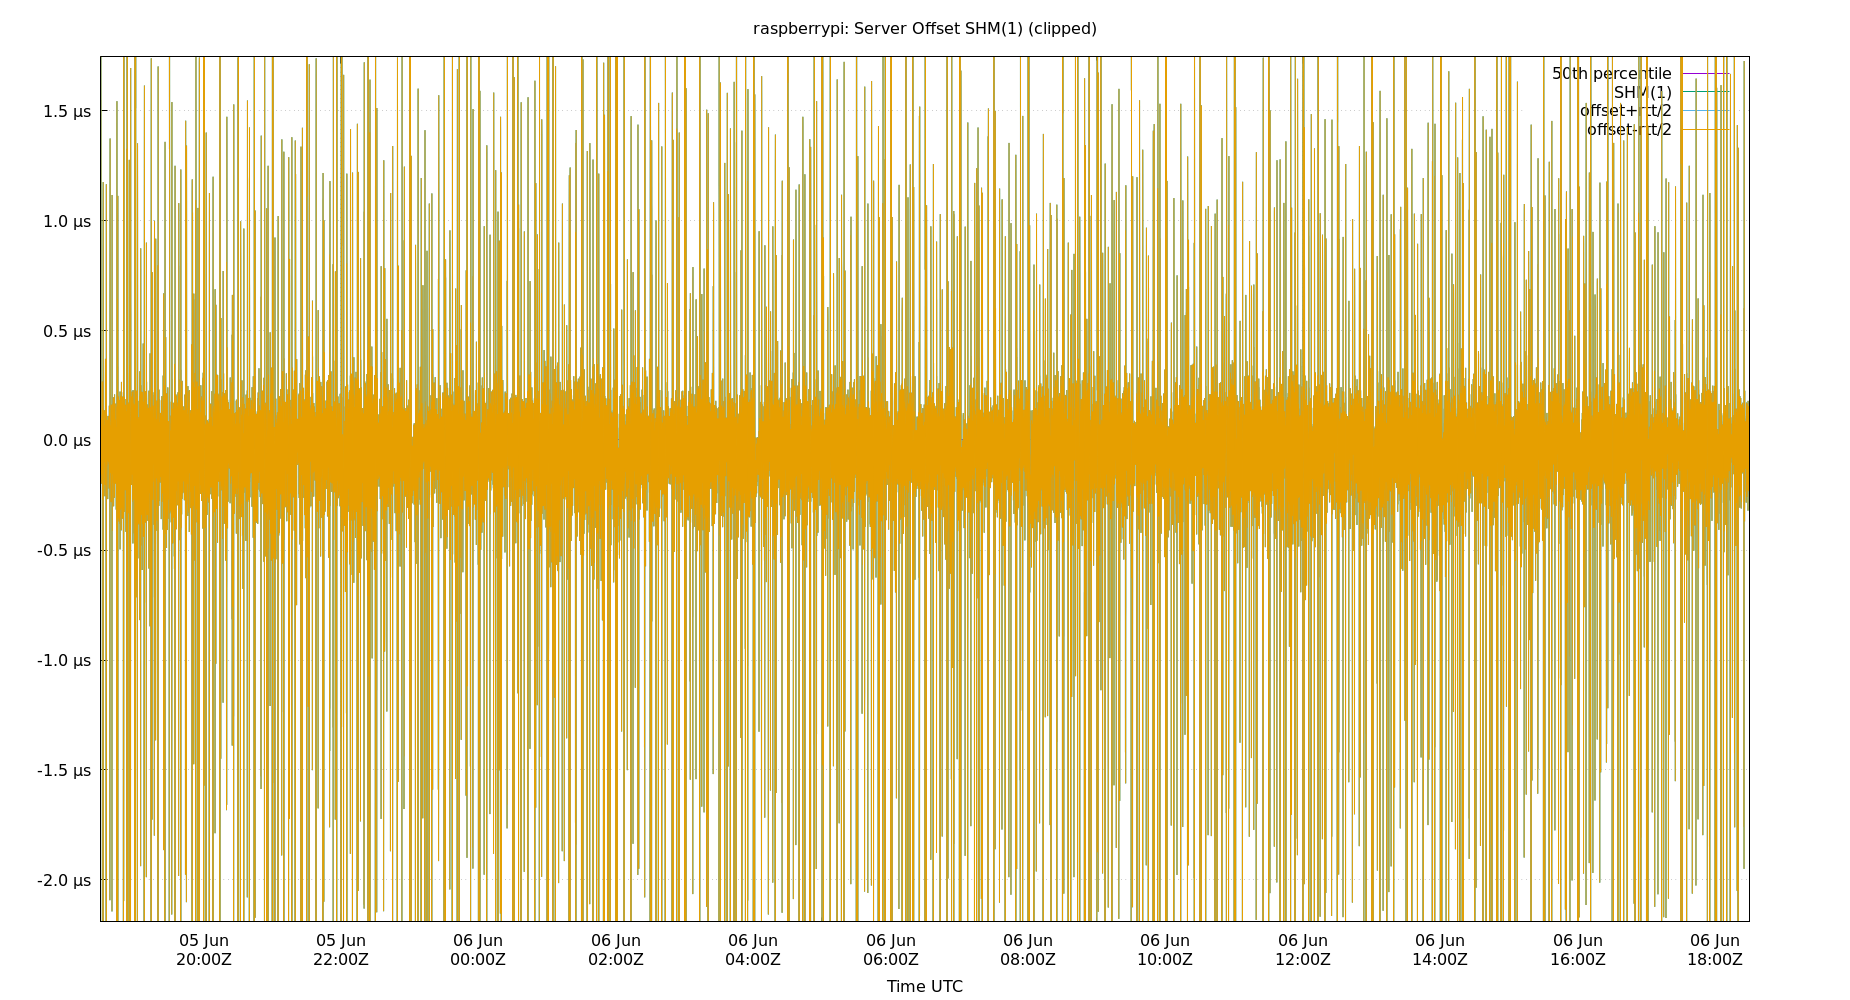 raspberrypi: Server Offset SHM(1) (clipped)
50th percentile
SHM(1)
offset+rtt/2
offset-rtt/2
1.5 µs
1.0 µs
0.5 µs
0.0 µs
-0.5 µs
-1.0 µs
-1.5 µs
-2.0 µs
05 Jun 05 Jun 06 Jun 06 Jun 06 Jun 06 Jun 06 Jun 06 Jun 06 Jun 06 Jun 06 Jun 06 Jun
20:00Z 22:00Z 00:00Z 02:00Z 04:00Z 06:00Z 08:00Z 10:00Z 12:00Z 14:00Z 16:00Z 18:00Z
Time UTC